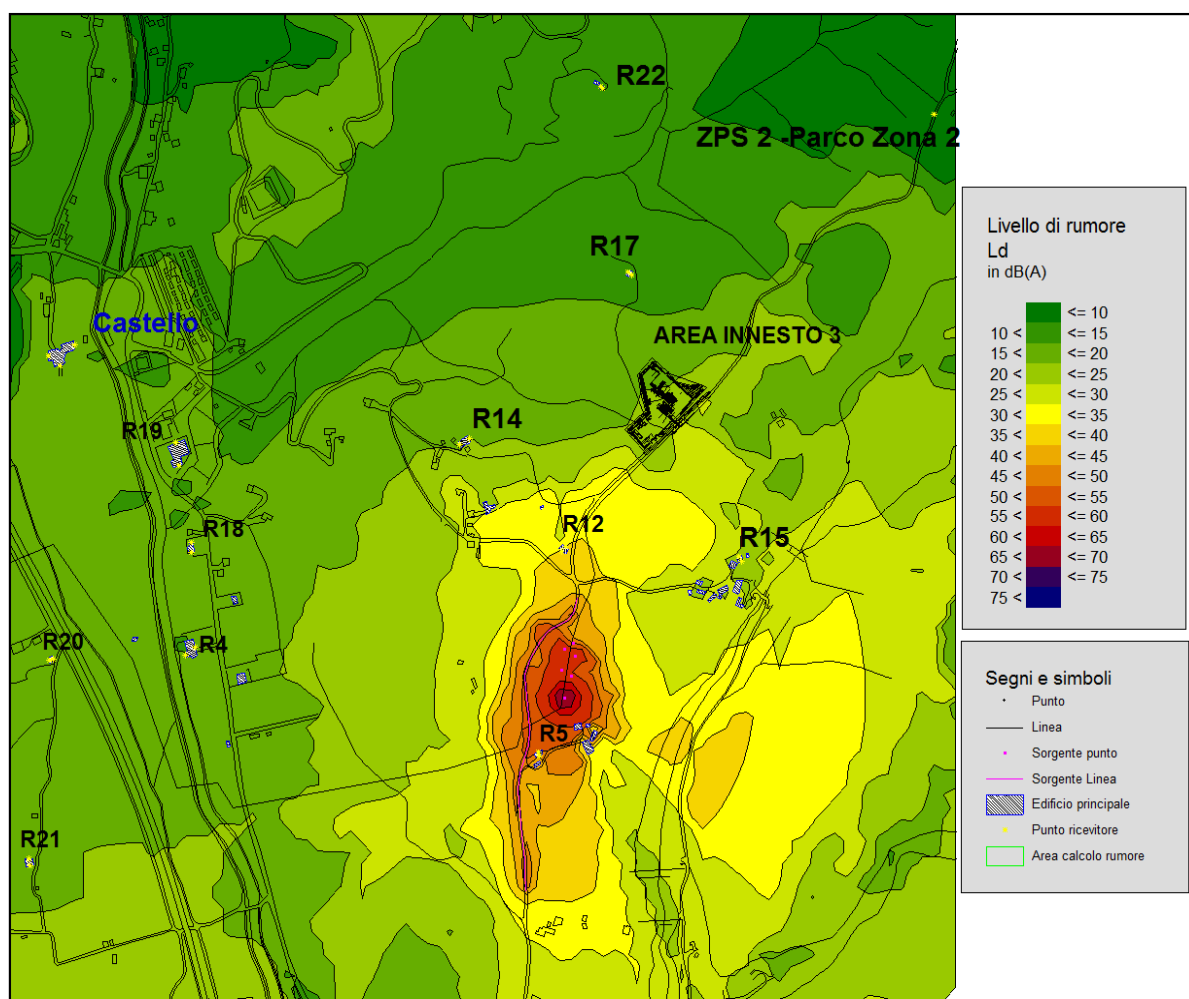 R22
ZPS 2 -Parco Zona 2
R17
Castello
AREA INNESTO 3
R19
R14
R18
R12
R15
R20
R4
R5
R21
Livello di rumore
Ld
in dB(A)
<= 10
10 < <= 15
15 < <= 20
20 < <= 25
25 < <= 30
30 < <= 35
35 < <= 40
40 < <= 45
45 < <= 50
50 < <= 55
55 < <= 60
60 < <= 65
65 < <= 70
70 < <= 75
75 <
Segni e simboli
Punto
Linea
Sorgente punto
Sorgente Linea
Edificio principale
Punto ricevitore
Area calcolo rumore